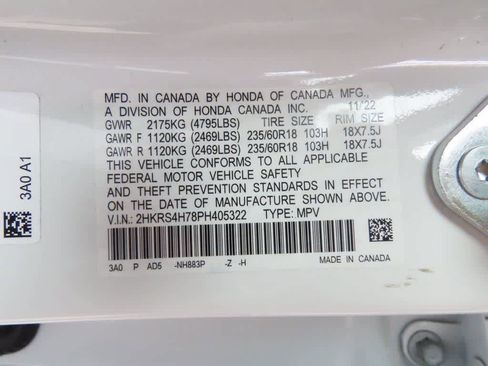 MFD. IN CANADA BY HONDA OF CANADA MFG.,
A DIVISION OF HONDA CANADA INC. 11/22
GVWR 2175KG (4795LBS) TIRE SIZE RIM SIZE
GAWR F 1120KG (2469LBS) 235/60R18 103H 18X7.5J
GAWR R 1120KG (2469LBS) 235/60R18 103H 18X7.5J
THIS VEHICLE CONFORMS TO ALL APPLICABLE
FEDERAL MOTOR VEHICLE SAFETY
AND THEFT PREVENTION STANDARDS IN EFFECT
ON THE DATE OF MANUFACTURE SHOWN ABOVE.
V.I.N.: 2HKRS4H78PH405322 TYPE: MPV
3A0 P AD5 -NH883P -Z -H MADE IN CANADA
3A0 A1